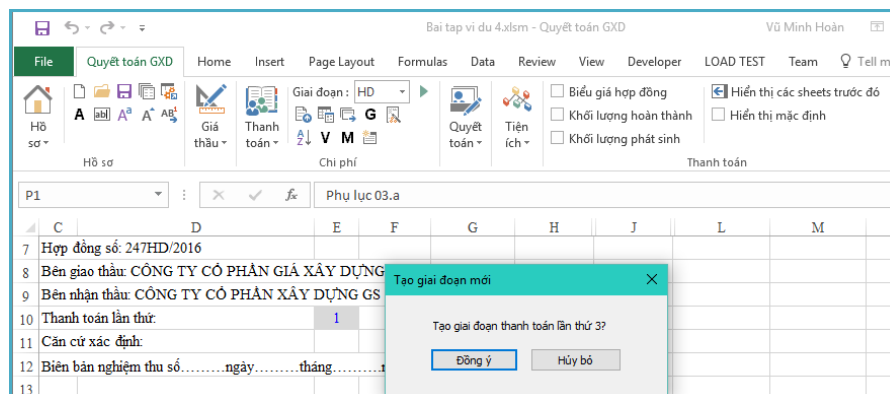 Bai tap vi du 4.xlsm - Quyết toán GXD Vũ Minh Hoàn
File Quyết toán GXD Home Insert Page Layout Formulas Data Review View Developer LOAD TEST Team Tell m
Giai đoạn : HD Biểu giá hợp đồng Hiển thị các sheets trước đó
Khối lượng hoàn thành Hiển thị mặc định
Hồ sơ Giá thầu Thanh toán V M G Quyết toán Tiện ích Khối lượng phát sinh
Hồ sơ Chi phí Thanh toán
P1 fx Phụ lục 03.a
C D E F G H J L M
7 Hợp đồng số: 247HD/2016
8 Bên giao thầu: CÔNG TY CỔ PHẦN GIÁ XÂY DỰNG
9 Bên nhận thầu: CÔNG TY CỔ PHẦN XÂY DỰNG GS
10 Thanh toán lần thứ: 1
11 Căn cứ xác định:
12 Biên bản nghiệm thu số.........ngày.........tháng.........
13
Tạo giai đoạn mới
Tạo giai đoạn thanh toán lần thứ 3?
Đồng ý Hủy bỏ